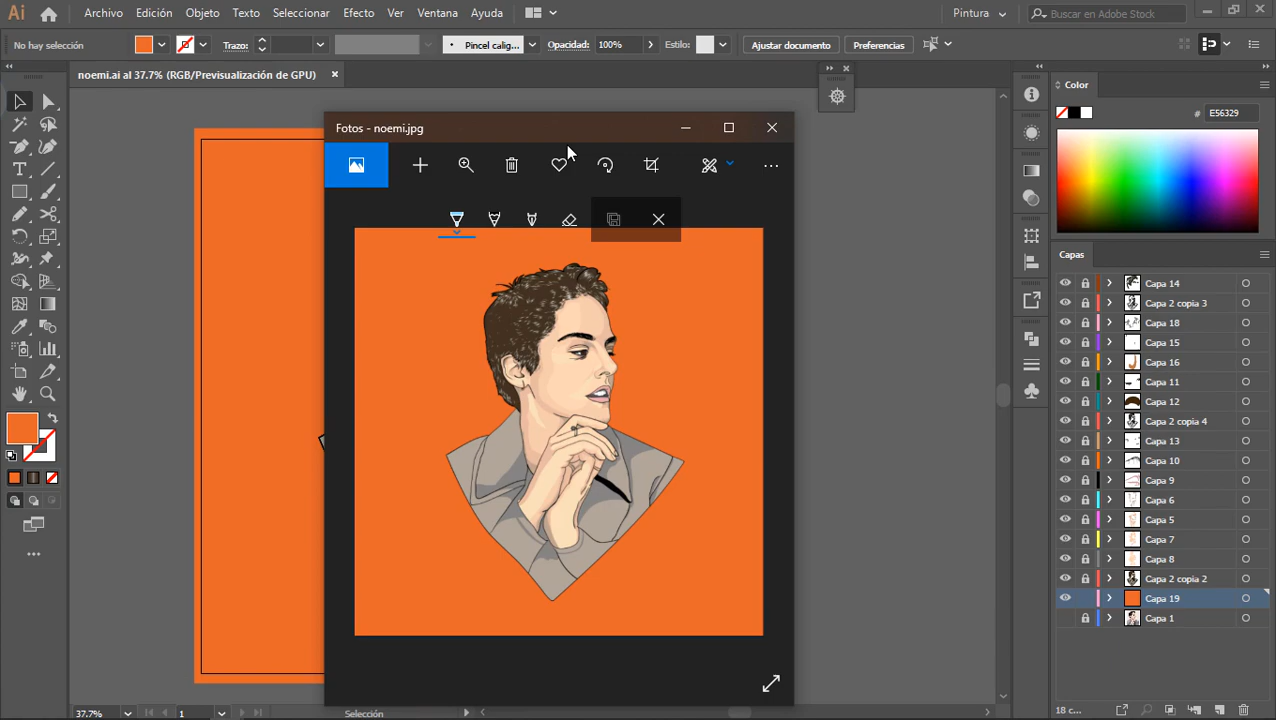 Ai Archivo Edición Objeto Texto Seleccionar Efecto Ver Ventana Ayuda Pintura Buscar en Adobe Stock
No hay selección Trazo: Pincel calig... Opacidad: 100% Estilo: Ajustar documento Preferencias
noemi.ai al 37.7% (RGB/Previsualización de GPU)
Color
# E56329
Fotos - noemi.jpg
Capas
Capa 14
Capa 2 copia 3
Capa 18
Capa 15
Capa 16
Capa 11
Capa 12
Capa 2 copia 4
Capa 13
Capa 10
Capa 9
Capa 6
Capa 5
Capa 7
Capa 8
Capa 2 copia 2
Capa 19
Capa 1
37.7% 1 Selección 18 c...